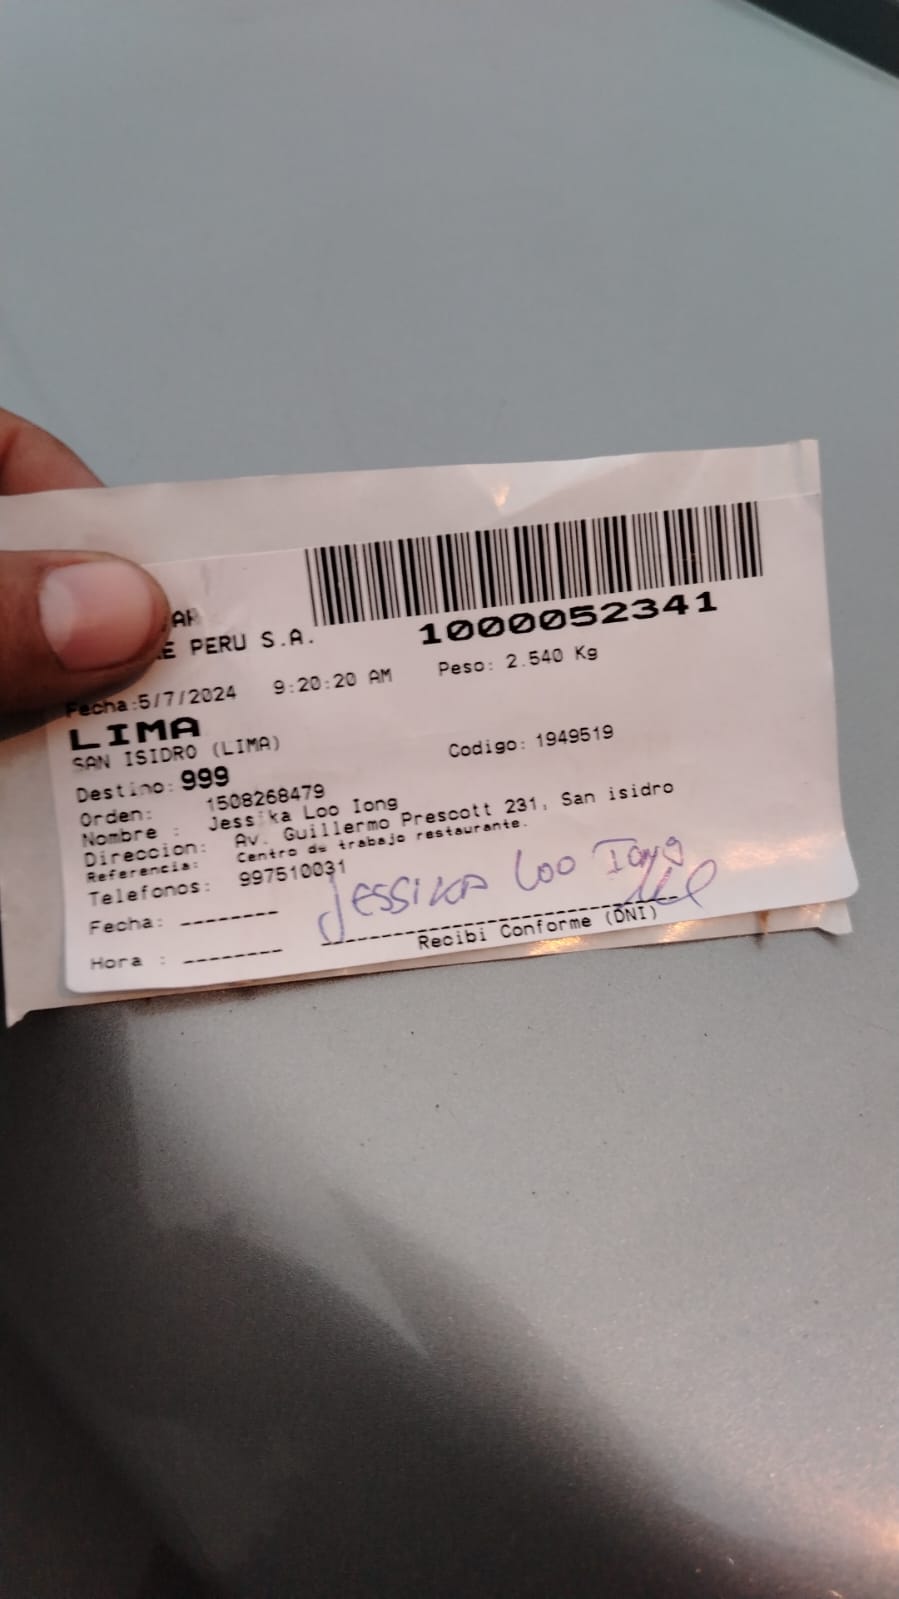 1000052341
PERU S.A.
Fecha:5/7/2024 9:20:20 AM Peso: 2.540 Kg
LIMA
SAN ISIDRO (LIMA)
Destino: 999 Codigo: 1949519
Orden: 1508268479
Nombre : Jessika Loo Iong
Direccion: Av. Guillermo Prescott 231, San isidro
Referencia: Centro de trabajo restaurante.
Telefonos: 997510031
JESSIKA Loo Iong
Fecha: --------
Recibi Conforme (DNI)
Hora : --------